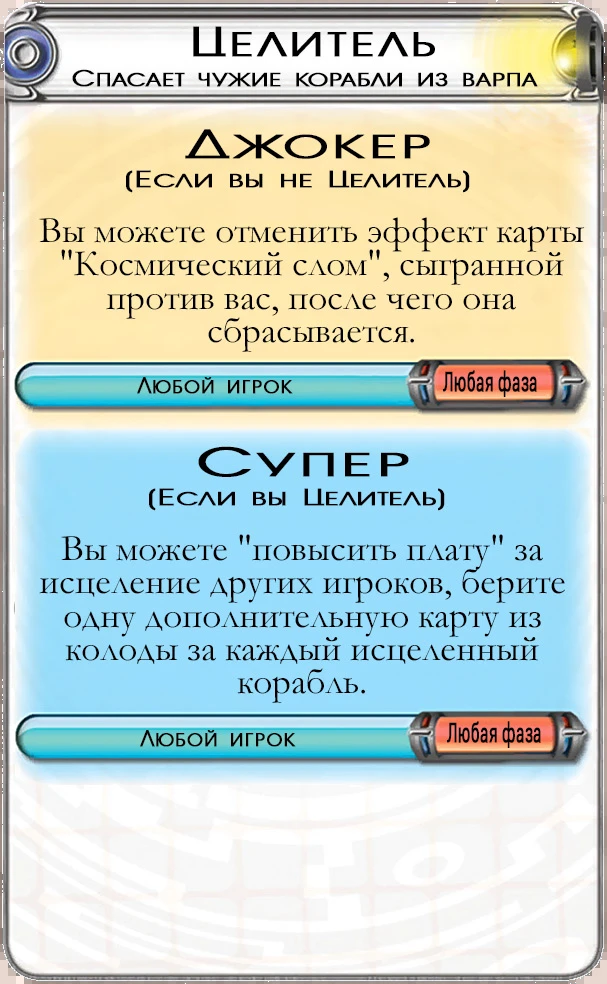 Целитель
Спасает чужие корабли из варпа
Джокер
(Если вы не Целитель)
Вы можете отменить эффект карты
"Космический слом", сыгранной
против вас, после чего она
сбрасывается.
Любой игрок
Любая фаза
Супер
(Если вы Целитель)
Вы можете "повысить плату" за
исцеление других игроков, берите
одну дополнительную карту из
колоды за каждый исцеленный
корабль.
Любой игрок
Любая фаза